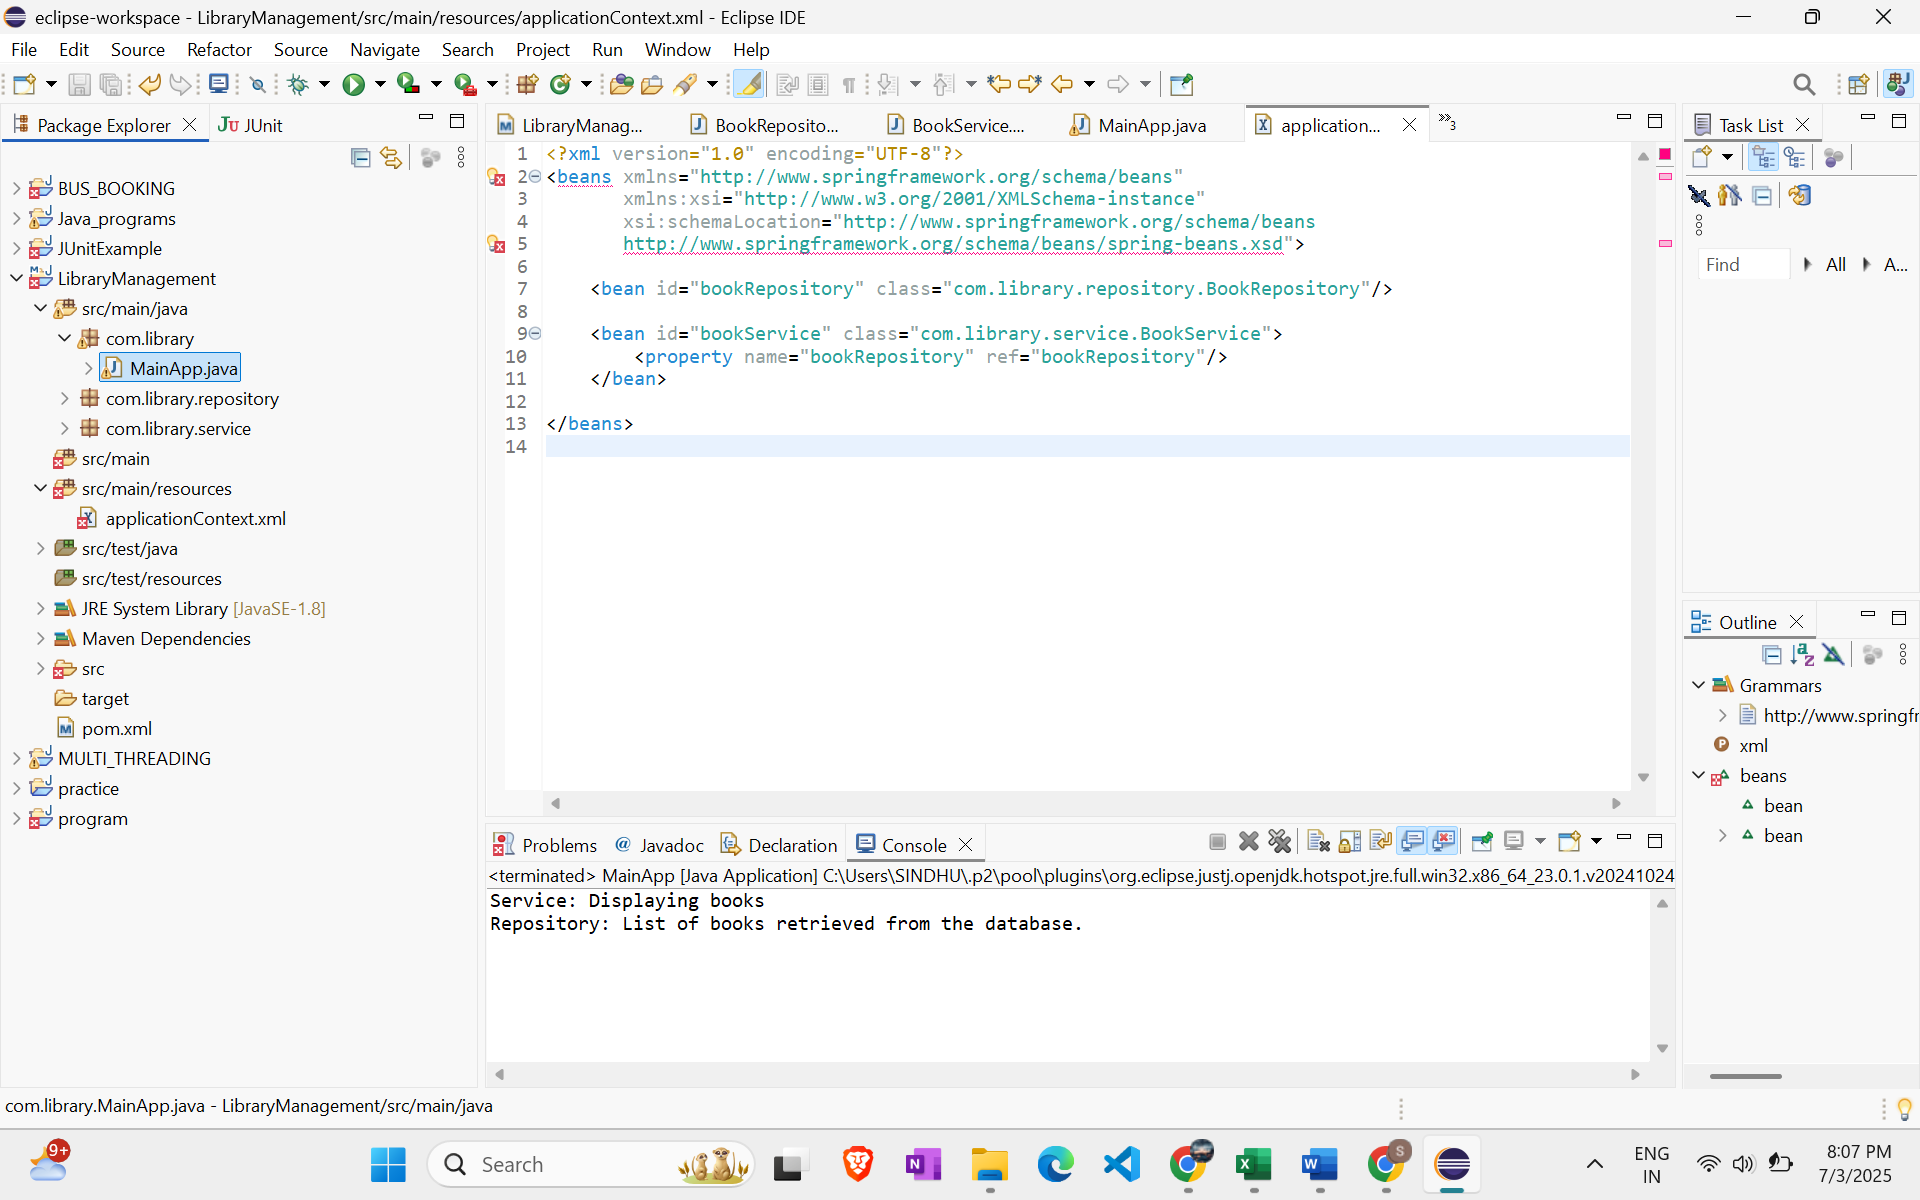 eclipse-workspace - LibraryManagement/src/main/resources/applicationContext.xml - Eclipse IDE
File Edit Source Refactor Source Navigate Search Project Run Window Help
Package Explorer
JUnit
BUS_BOOKING
Java_programs
JUnitExample
LibraryManagement
src/main/java
com.library
MainApp.java
com.library.repository
com.library.service
src/main
src/main/resources
applicationContext.xml
src/test/java
src/test/resources
JRE System Library [JavaSE-1.8]
Maven Dependencies
src
target
pom.xml
MULTI_THREADING
practice
program
LibraryManag... BookReposito... BookService.... MainApp.java application... »3
1 <?xml version="1.0" encoding="UTF-8"?>
2 <beans xmlns="http://www.springframework.org/schema/beans"
3 xmlns:xsi="http://www.w3.org/2001/XMLSchema-instance"
4 xsi:schemaLocation="http://www.springframework.org/schema/beans
5 http://www.springframework.org/schema/beans/spring-beans.xsd">
6
7 <bean id="bookRepository" class="com.library.repository.BookRepository"/>
8
9 <bean id="bookService" class="com.library.service.BookService">
10 <property name="bookRepository" ref="bookRepository"/>
11 </bean>
12
13 </beans>
14
Problems @ Javadoc Declaration Console
<terminated> MainApp [Java Application] C:\Users\SINDHU\.p2\pool\plugins\org.eclipse.justj.openjdk.hotspot.jre.full.win32.x86_64_23.0.1.v20241024
Service: Displaying books
Repository: List of books retrieved from the database.
Task List
Find All A...
Outline
Grammars
http://www.springfr
xml
beans
bean
bean
com.library.MainApp.java - LibraryManagement/src/main/java
9+
Search
ENG
IN
8:07 PM
7/3/2025